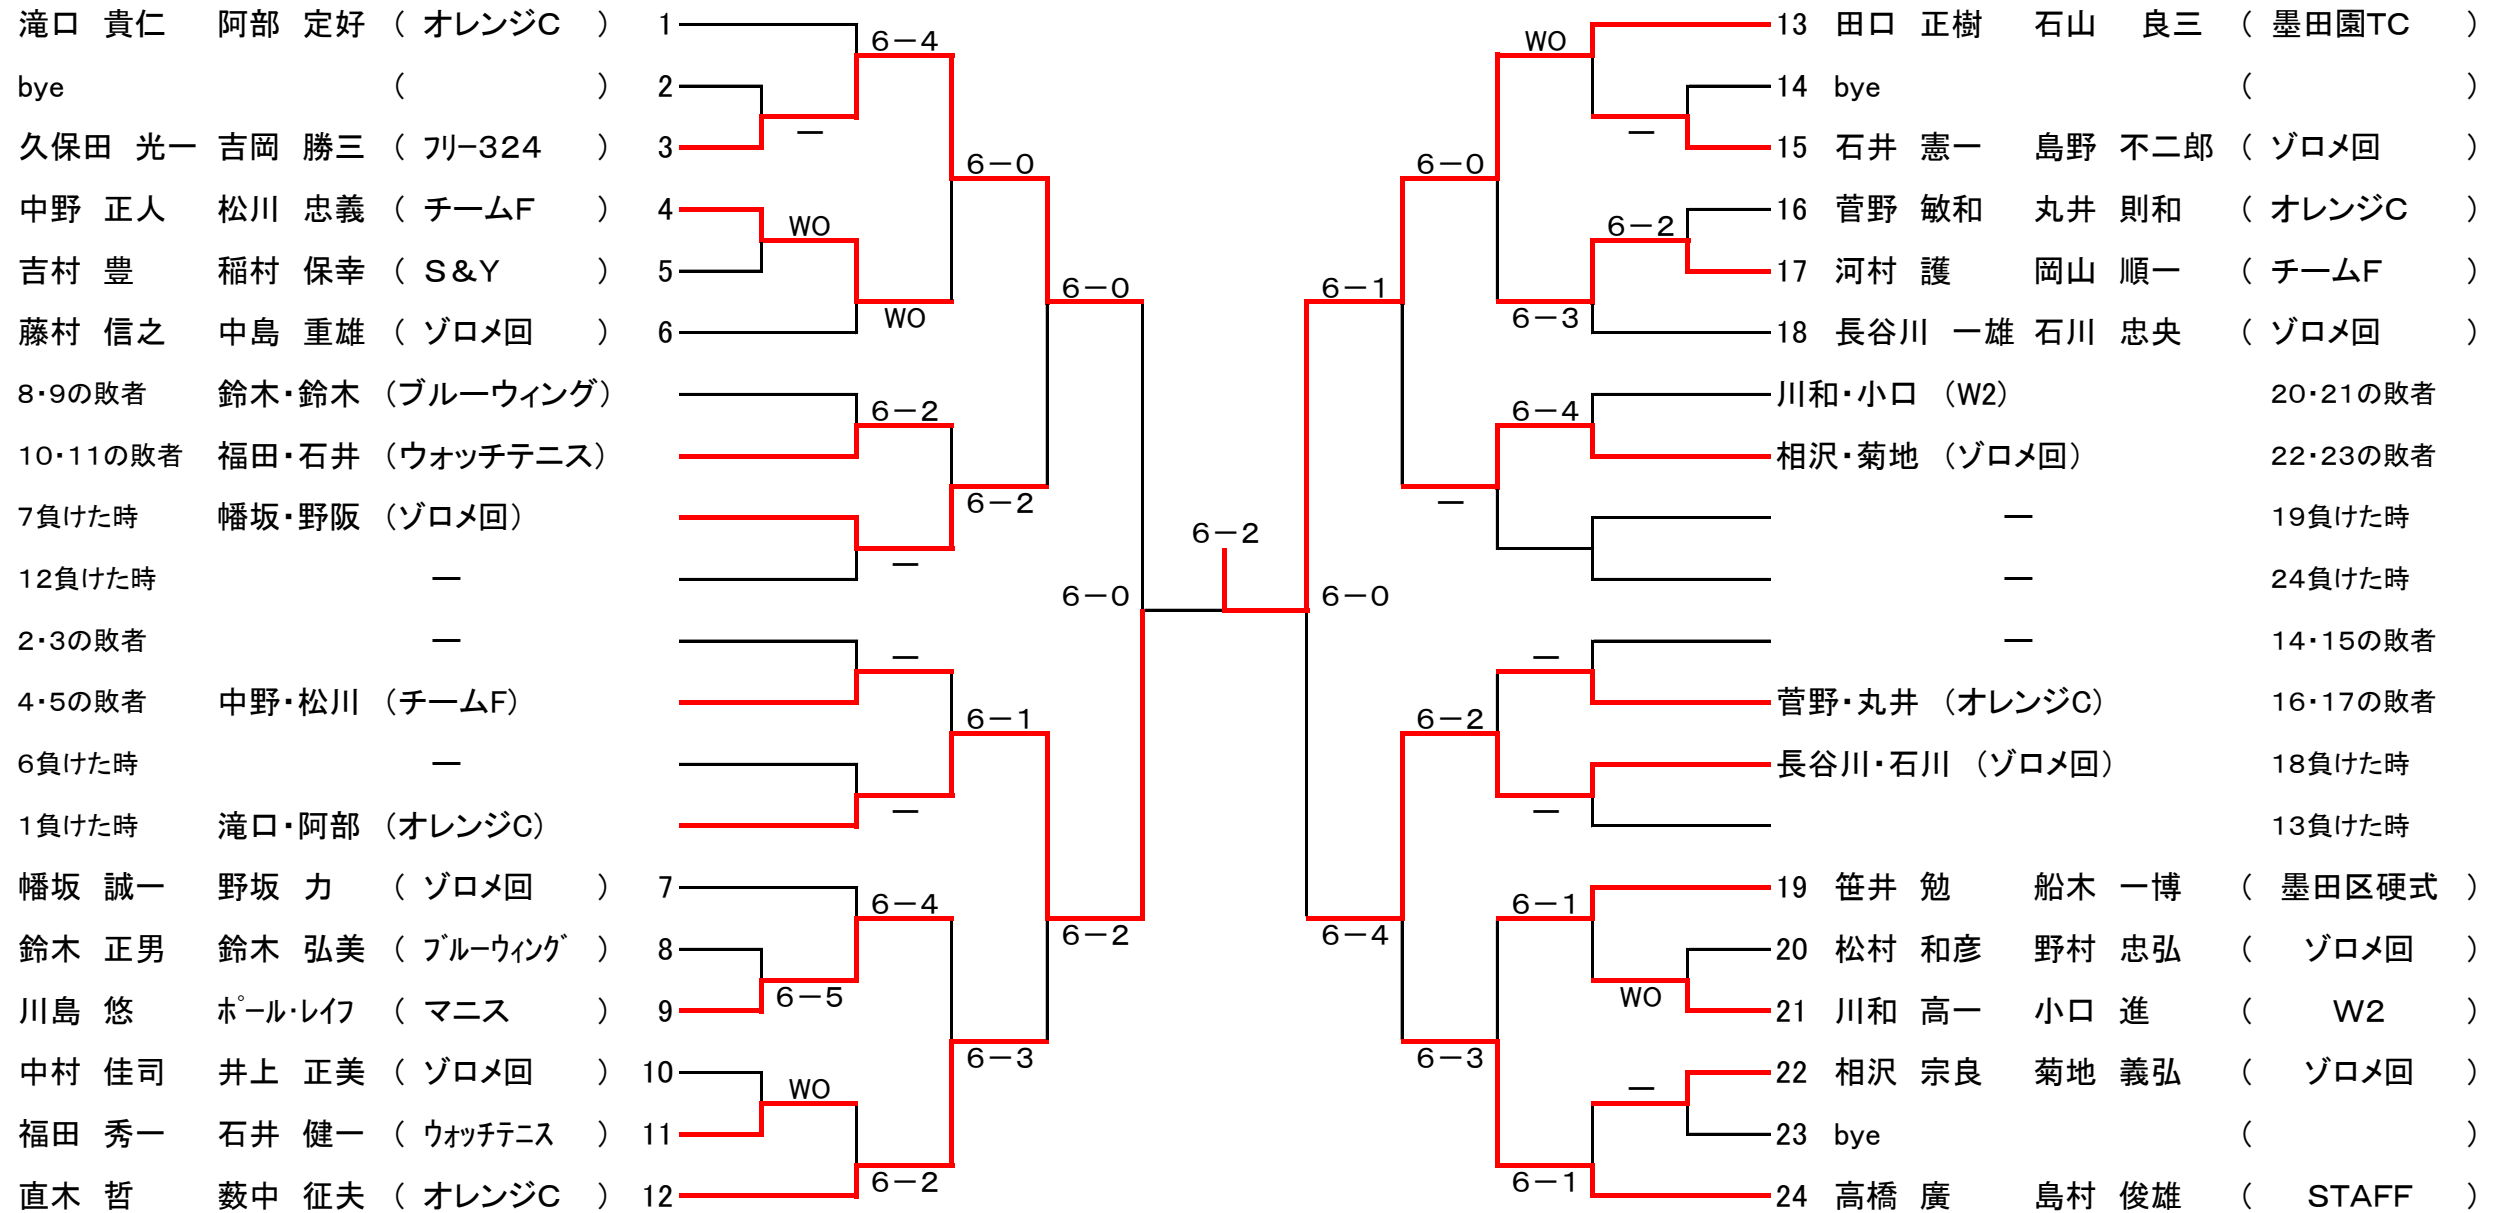 滝口 貴仁 阿部 定好 ( オレンジC ) 1
bye ( ) 2
久保田 光一 吉岡 勝三 ( フリー324 ) 3
中野 正人 松川 忠義 ( チームF ) 4
吉村 豊 稲村 保幸 ( S&Y ) 5
藤村 信之 中島 重雄 ( ゾロメ回 ) 6
8・9の敗者 鈴木・鈴木 (ブルーウィング)
10・11の敗者 福田・石井 (ウォッチテニス)
7負けた時 幡坂・野阪 (ゾロメ回)
12負けた時 ―
2・3の敗者 ―
4・5の敗者 中野・松川 (チームF)
6負けた時 ―
1負けた時 滝口・阿部 (オレンジC)
幡坂 誠一 野坂 力 ( ゾロメ回 ) 7
鈴木 正男 鈴木 弘美 ( ブルーウィング ) 8
川島 悠 ポール・レイフ ( マニス ) 9
中村 佳司 井上 正美 ( ゾロメ回 ) 10
福田 秀一 石井 健一 ( ウォッチテニス ) 11
直木 哲 薮中 征夫 ( オレンジC ) 12
6-4
―
6-0
WO
WO
6-0
6-2
6-2
―
6-0
―
6-1
―
6-2
6-4
6-5
6-3
WO
6-2
6-2
WO
―
6-0
6-2
6-3
6-1
6-4
―
6-0
―
6-2
―
6-4
6-1
WO
6-3
―
6-1
13 田口 正樹 石山 良三 ( 墨田園TC )
14 bye ( )
15 石井 憲一 島野 不二郎 ( ゾロメ回 )
16 菅野 敏和 丸井 則和 ( オレンジC )
17 河村 護 岡山 順一 ( チームF )
18 長谷川 一雄 石川 忠央 ( ゾロメ回 )
川和・小口 (W2) 20・21の敗者
相沢・菊地 (ゾロメ回) 22・23の敗者
― 19負けた時
― 24負けた時
― 14・15の敗者
菅野・丸井 (オレンジC) 16・17の敗者
長谷川・石川 (ゾロメ回) 18負けた時
13負けた時
19 笹井 勉 船木 一博 ( 墨田区硬式 )
20 松村 和彦 野村 忠弘 ( ゾロメ回 )
21 川和 高一 小口 進 ( W2 )
22 相沢 宗良 菊地 義弘 ( ゾロメ回 )
23 bye ( )
24 高橋 廣 島村 俊雄 ( STAFF )